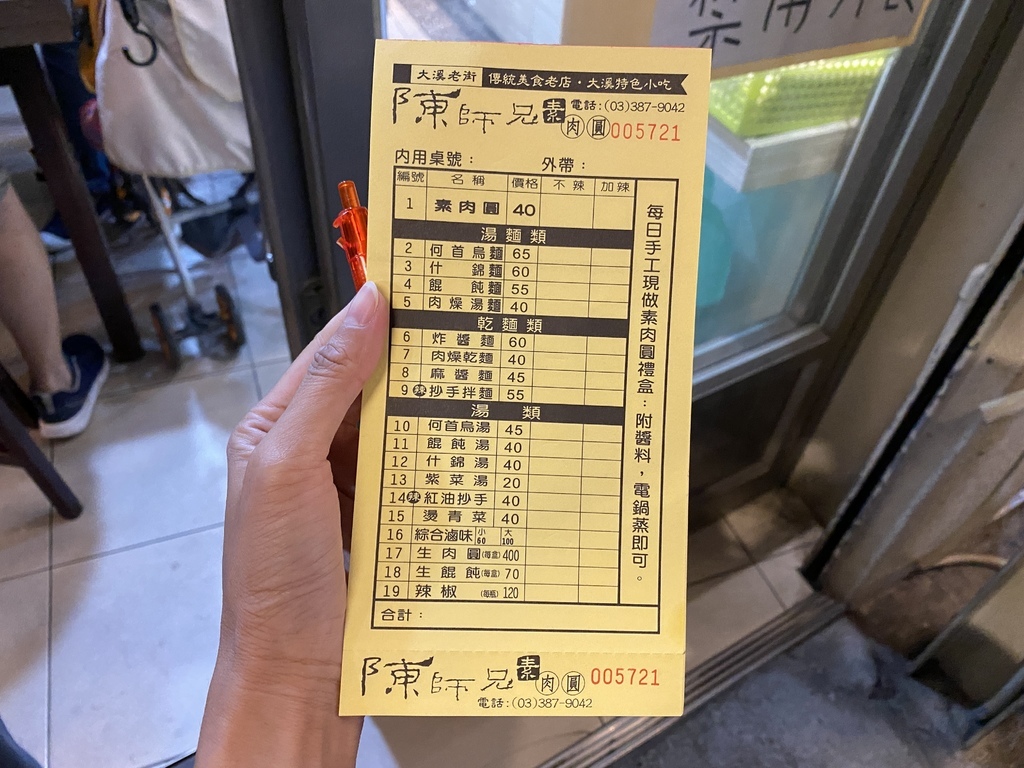 禁用外食
大溪老街 傳統美食老店・大溪特色小吃
陳師兄素肉圓 電話:(03)387-9042
005721
內用桌號： 外帶：
編號 名稱 價格 不辣 加辣
1 素肉圓 40
湯麵類
2 何首烏麵 65
3 什錦麵 60
4 餛飩麵 55
5 肉燥湯麵 40
乾麵類
6 炸醬麵 60
7 肉燥乾麵 40
8 麻醬麵 45
9 辣 抄手拌麵 55
湯類
10 何首烏湯 45
11 餛飩湯 40
12 什錦湯 40
13 紫菜湯 20
14 辣 紅油抄手 40
15 燙青菜 40
16 綜合滷味 小60 大100
17 生肉圓(每盒) 400
18 生餛飩(每盒) 70
19 辣椒 (每瓶) 120
合計：
每日手工現做素肉圓禮盒：附醬料，電鍋蒸即可。
陳師兄素肉圓 005721
電話:(03)387-9042